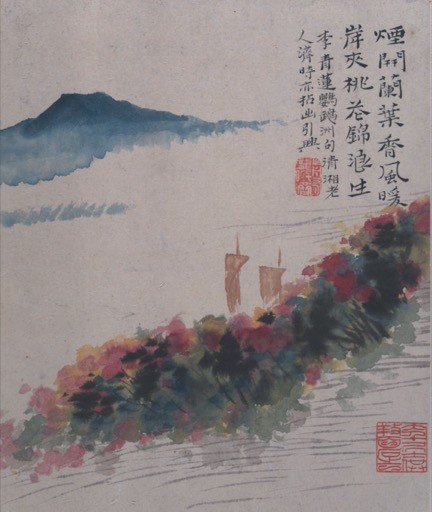 煙開蘭葉香風暖
岸夾桃花錦浪生
李青蓮鸚鵡洲句清湘老
人濟時亦拈出引興